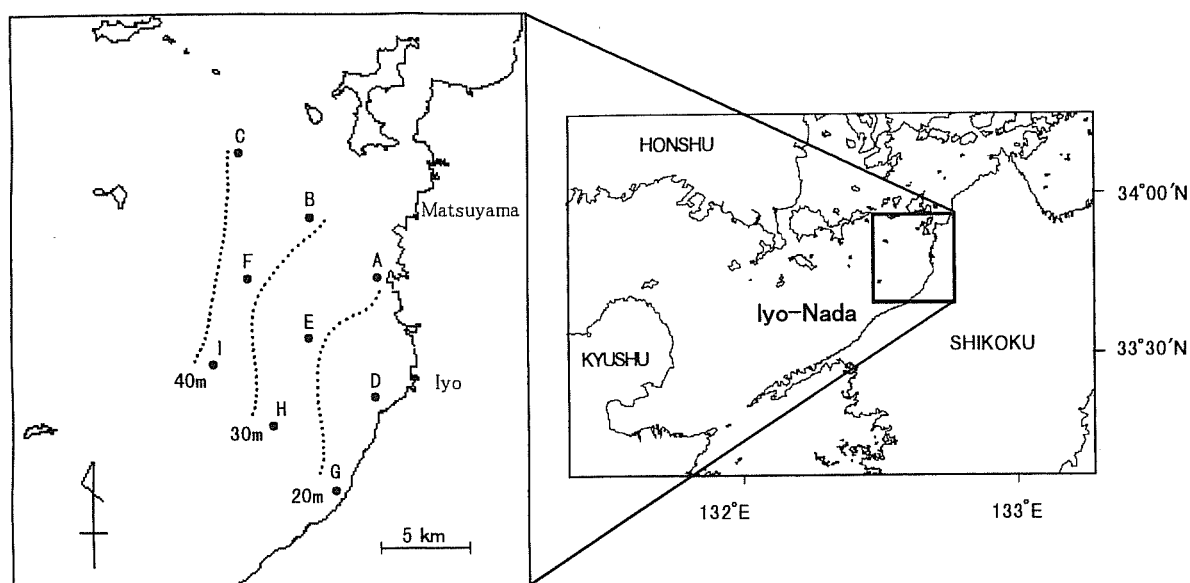 C
B
Matsuyama
F
A
E
I
40m
Iyo
D
H
30m
G
20m
5 km
HONSHU
34°00′N
Iyo-Nada
KYUSHU
SHIKOKU
33°30′N
132°E
133°E